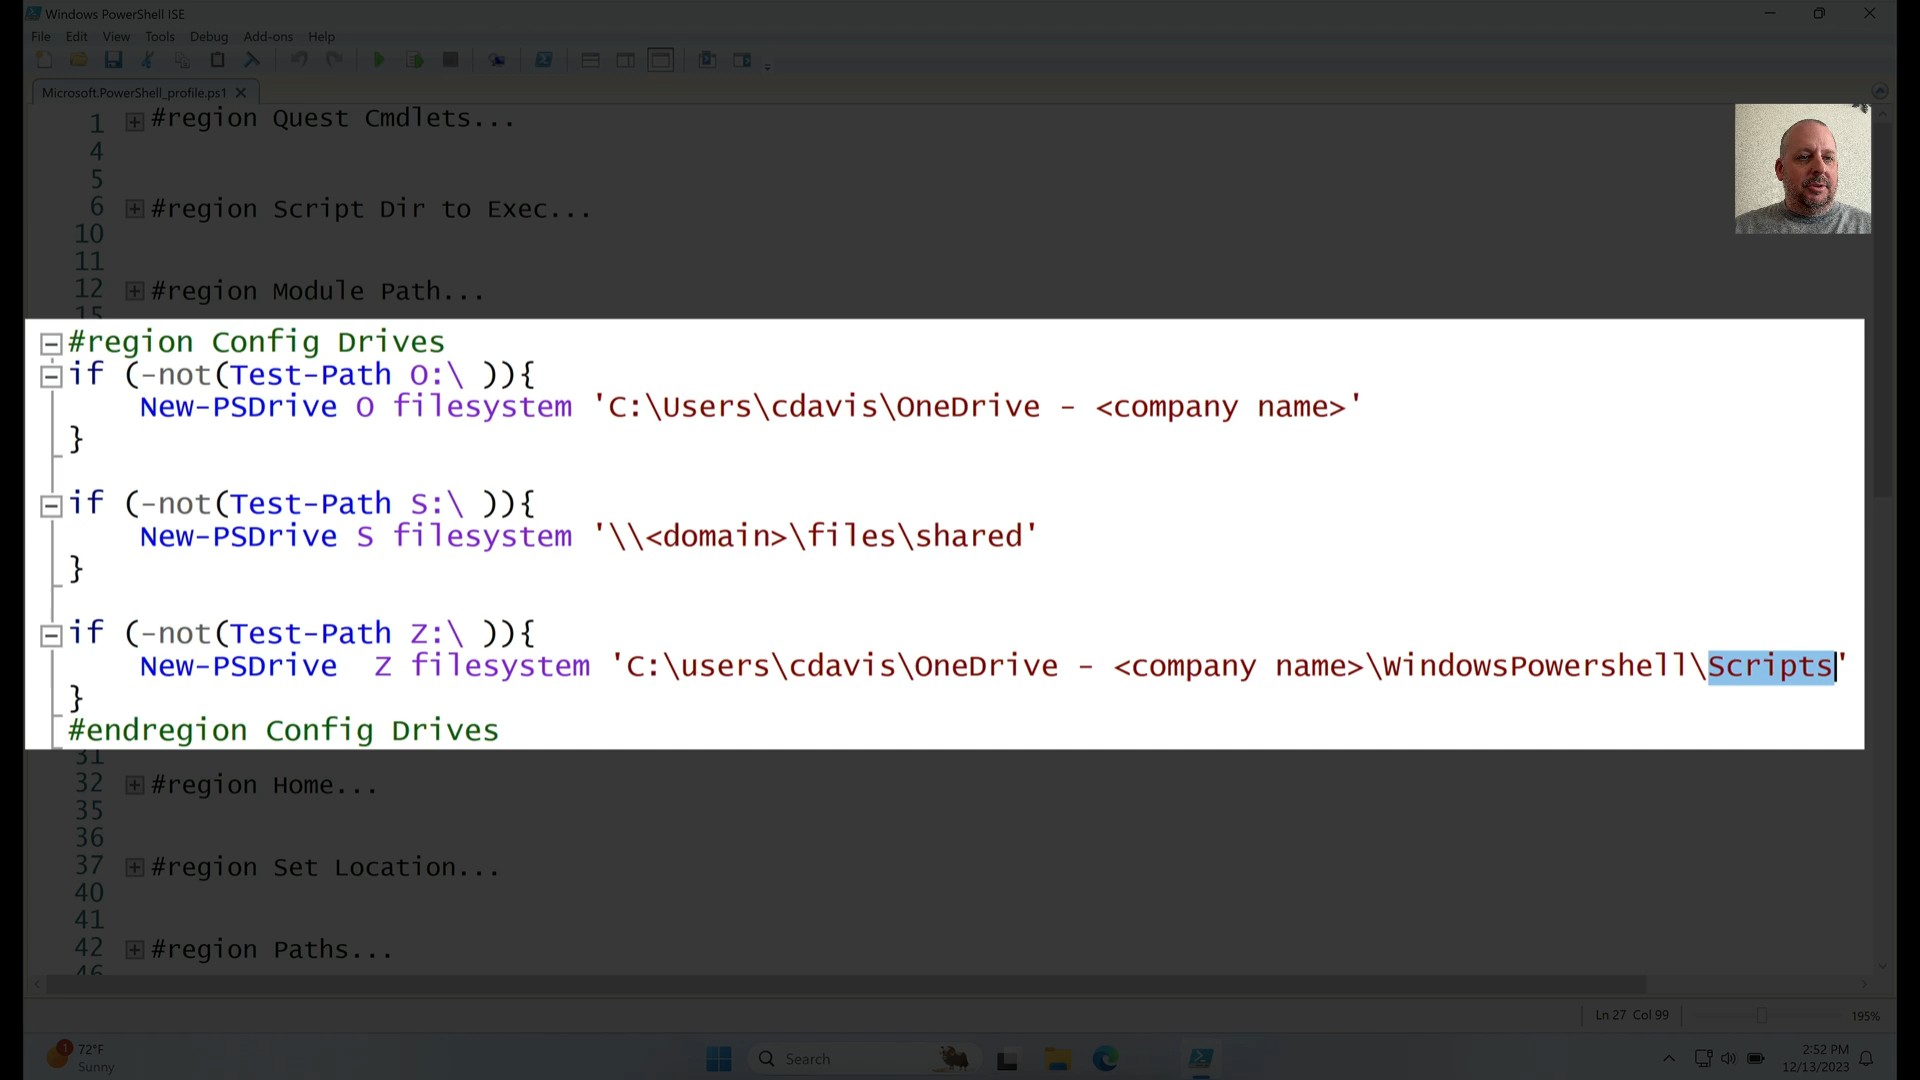 Windows PowerShell ISE
File Edit View Tools Debug Add-ons Help
Microsoft.PowerShell_profile.ps1
1 #region Quest Cmdlets...
4
5
6 #region Script Dir to Exec...
10
11
12 #region Module Path...
15
#region Config Drives
if (-not(Test-Path O:\ )){
New-PSDrive O filesystem 'C:\Users\cdavis\OneDrive - <company name>'
}
if (-not(Test-Path S:\ )){
New-PSDrive S filesystem '\\<domain>\files\shared'
}
if (-not(Test-Path Z:\ )){
New-PSDrive  Z filesystem 'C:\users\cdavis\OneDrive - <company name>\WindowsPowershell\Scripts'
}
#endregion Config Drives
31
32 #region Home...
35
36
37 #region Set Location...
40
41
42 #region Paths...
46
Ln 27 Col 99 195%
1
72°F
Sunny
Search
2:52 PM
12/13/2023